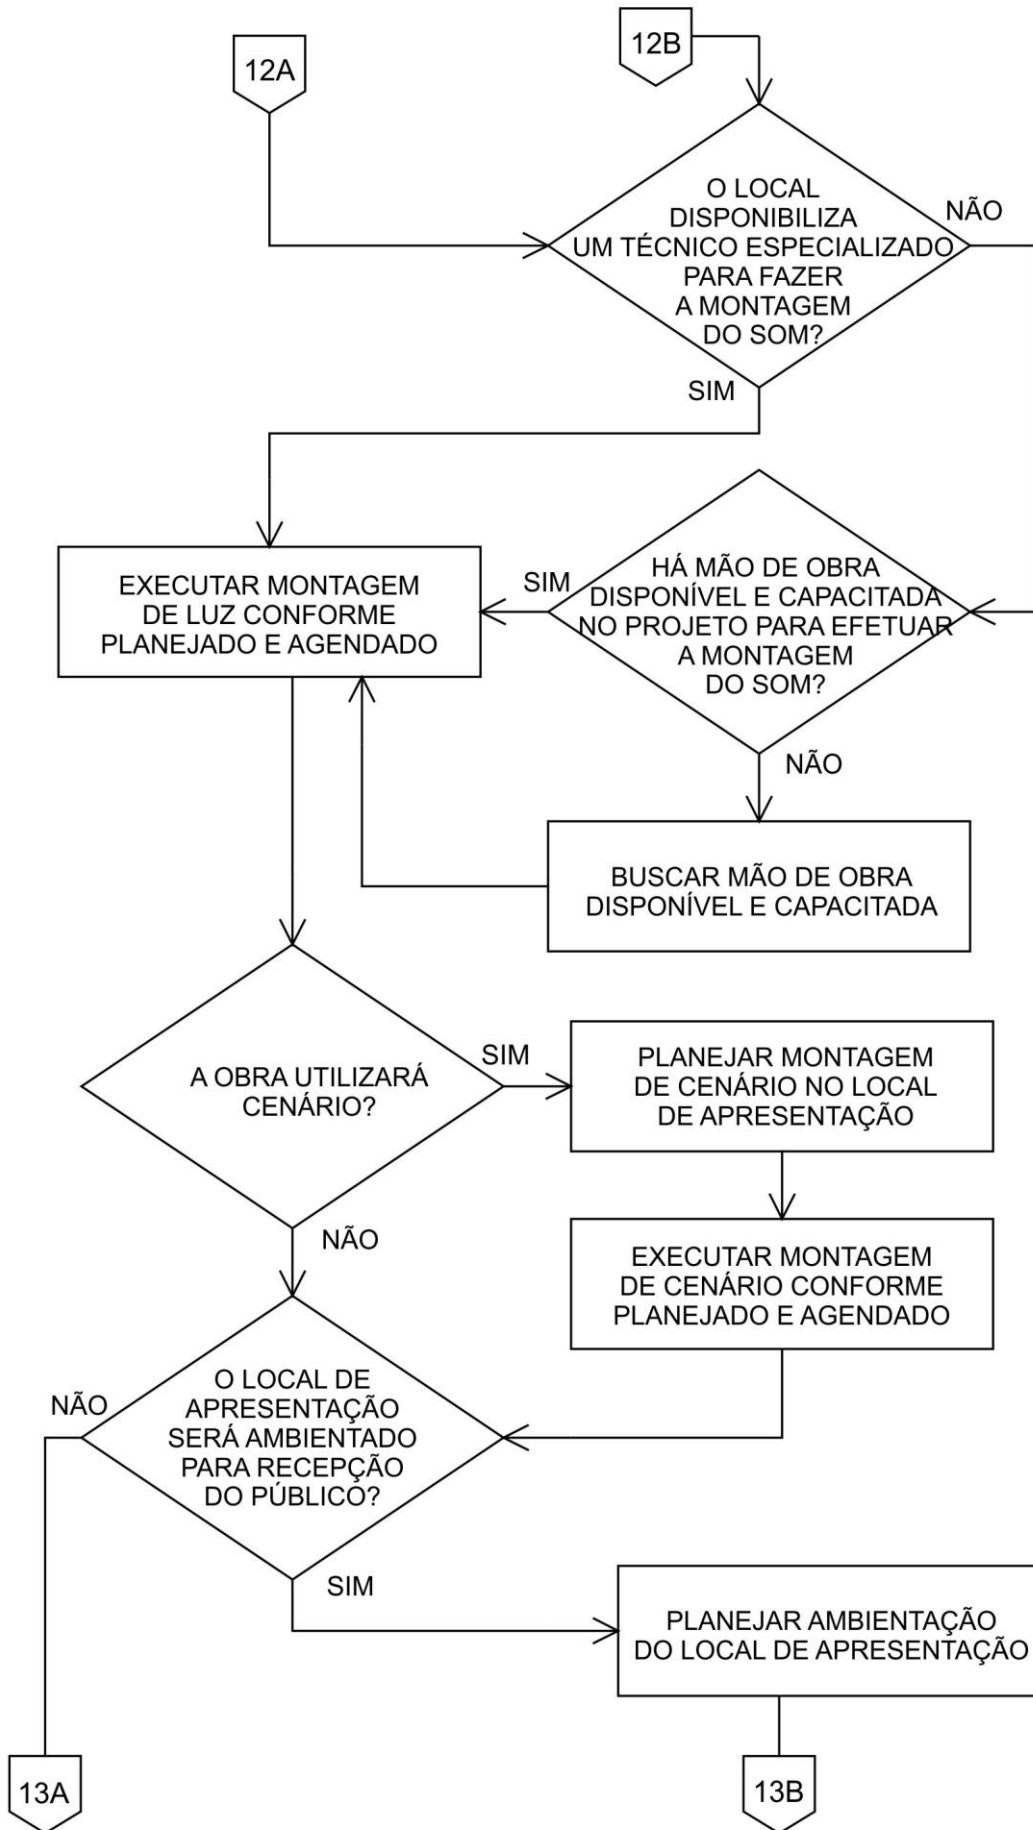 12A
12B
O LOCAL
DISPONIBILIZA
UM TÉCNICO ESPECIALIZADO
PARA FAZER
A MONTAGEM
DO SOM?
NÃO
SIM
EXECUTAR MONTAGEM
DE LUZ CONFORME
PLANEJADO E AGENDADO
SIM
HÁ MÃO DE OBRA
DISPONÍVEL E CAPACITADA
NO PROJETO PARA EFETUAR
A MONTAGEM
DO SOM?
NÃO
BUSCAR MÃO DE OBRA
DISPONÍVEL E CAPACITADA
A OBRA UTILIZARÁ
CENÁRIO?
SIM
PLANEJAR MONTAGEM
DE CENÁRIO NO LOCAL
DE APRESENTAÇÃO
NÃO
EXECUTAR MONTAGEM
DE CENÁRIO CONFORME
PLANEJADO E AGENDADO
NÃO
O LOCAL DE
APRESENTAÇÃO
SERÁ AMBIENTADO
PARA RECEPÇÃO
DO PÚBLICO?
SIM
PLANEJAR AMBIENTAÇÃO
DO LOCAL DE APRESENTAÇÃO
13A
13B